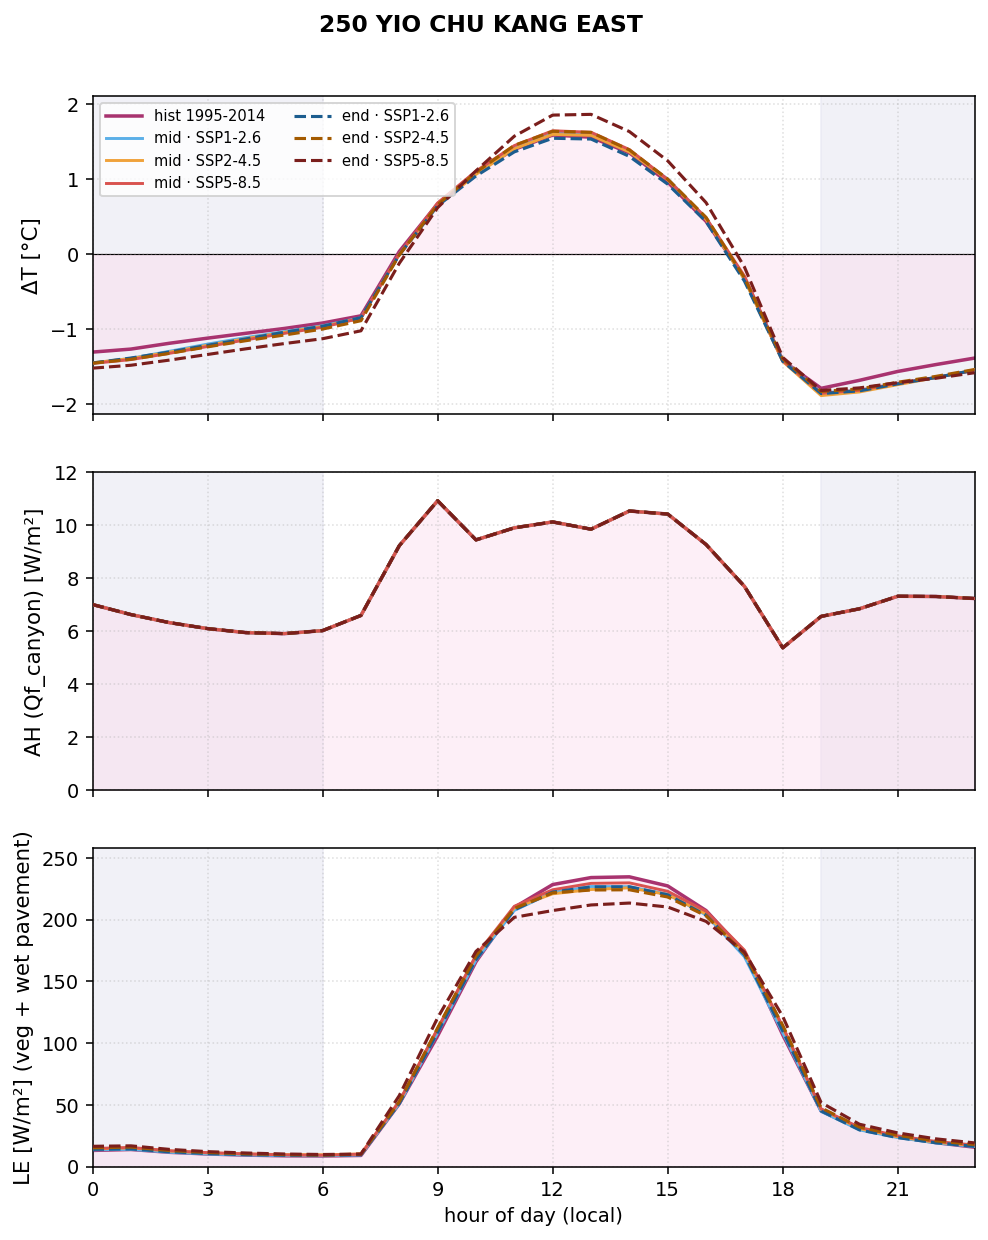 250 YIO CHU KANG EAST
hist 1995-2014
mid · SSP1-2.6
mid · SSP2-4.5
mid · SSP5-8.5
end · SSP1-2.6
end · SSP2-4.5
end · SSP5-8.5
ΔT [°C]
2
1
0
−1
−2
AH (Qf_canyon) [W/m²]
12
10
8
6
4
2
0
LE [W/m²] (veg + wet pavement)
250
200
150
100
50
0
0 3 6 9 12 15 18 21
hour of day (local)